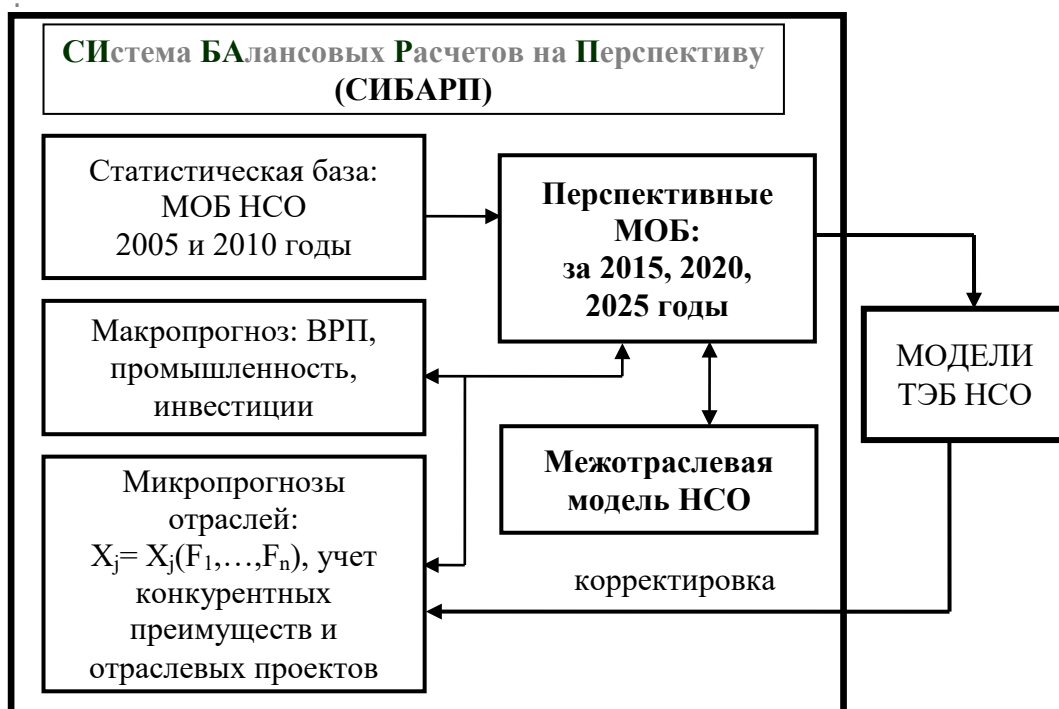 СИстема БАлансовых Расчетов на Перспективу
(СИБАРП)
Статистическая база:
МОБ НСО
2005 и 2010 годы
Перспективные
МОБ:
за 2015, 2020,
2025 годы
Макропрогноз: ВРП,
промышленность,
инвестиции
МОДЕЛИ
ТЭБ НСО
Межотраслевая
модель НСО
Микропрогнозы
отраслей:
Xj= Xj(F1,…,Fn), учет
конкурентных
преимуществ и
отраслевых проектов
корректировка